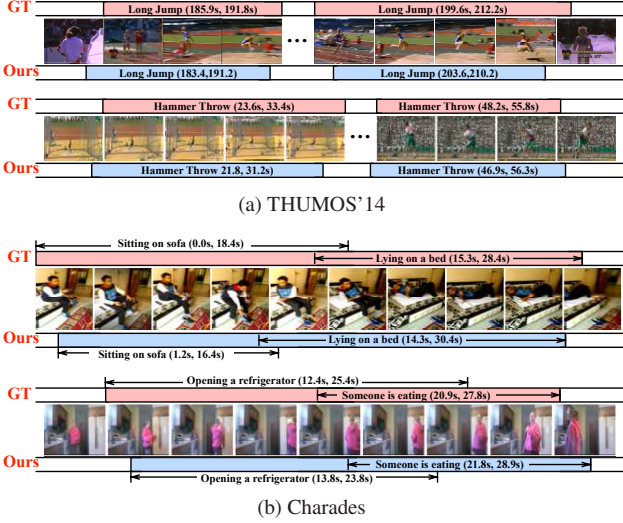 GT
Long Jump (185.9s, 191.8s)
Long Jump (199.6s, 212.2s)
...
Ours
Long Jump (183.4,191.2)
Long Jump (203.6,210.2)
GT
Hammer Throw (23.6s, 33.4s)
Hammer Throw (48.2s, 55.8s)
...
Ours
Hammer Throw 21.8, 31.2s)
Hammer Throw (46.9s, 56.3s)
(a) THUMOS'14
Sitting on sofa (0.0s, 18.4s)
GT
Lying on a bed (15.3s, 28.4s)
Ours
Lying on a bed (14.3s, 30.4s)
Sitting on sofa (1.2s, 16.4s)
Opening a refrigerator (12.4s, 25.4s)
GT
Someone is eating (20.9s, 27.8s)
Ours
Someone is eating (21.8s, 28.9s)
Opening a refrigerator (13.8s, 23.8s)
(b) Charades